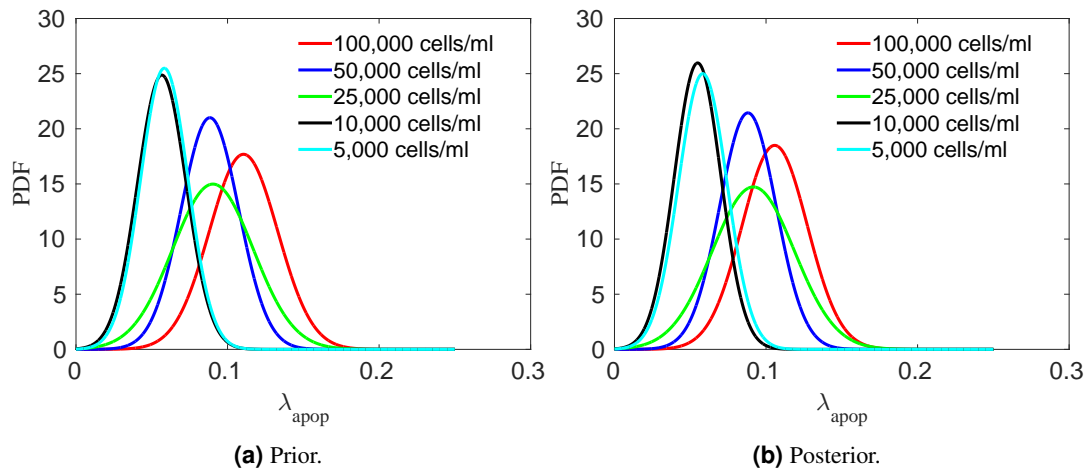 30
25
20
15
10
5
0
PDF
100,000 cells/ml
50,000 cells/ml
25,000 cells/ml
10,000 cells/ml
5,000 cells/ml
0 0.1 0.2 0.3
λapop
(a) Prior.
30
25
20
15
10
5
0
PDF
100,000 cells/ml
50,000 cells/ml
25,000 cells/ml
10,000 cells/ml
5,000 cells/ml
0 0.1 0.2 0.3
λapop
(b) Posterior.